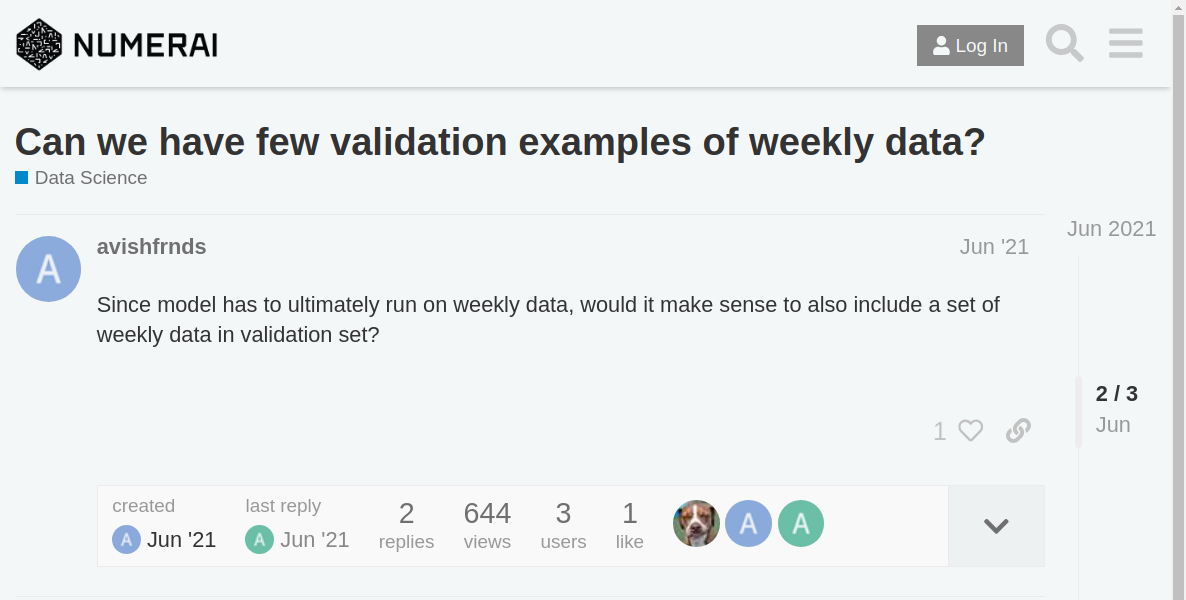 NUMERAI
Log In
Can we have few validation examples of weekly data?
Data Science
Jun 2021
A
avishfrnds
Jun '21
Since model has to ultimately run on weekly data, would it make sense to also include a set of
weekly data in validation set?
2 / 3
Jun
1
created
A Jun '21
last reply
A Jun '21
2
replies
644
views
3
users
1
like
A
A